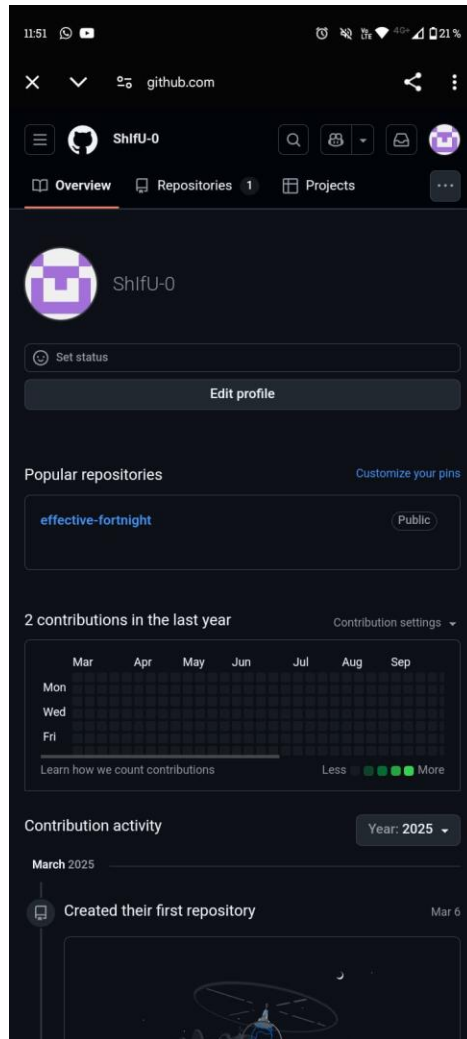 11:51 Vo LTE 4G+ 21 %
github.com
ShIfU-0
Overview Repositories 1 Projects
ShIfU-0
Set status
Edit profile
Popular repositories Customize your pins
effective-fortnight Public
2 contributions in the last year Contribution settings
Mar Apr May Jun Jul Aug Sep
Mon
Wed
Fri
Learn how we count contributions Less More
Contribution activity Year: 2025
March 2025
Created their first repository Mar 6